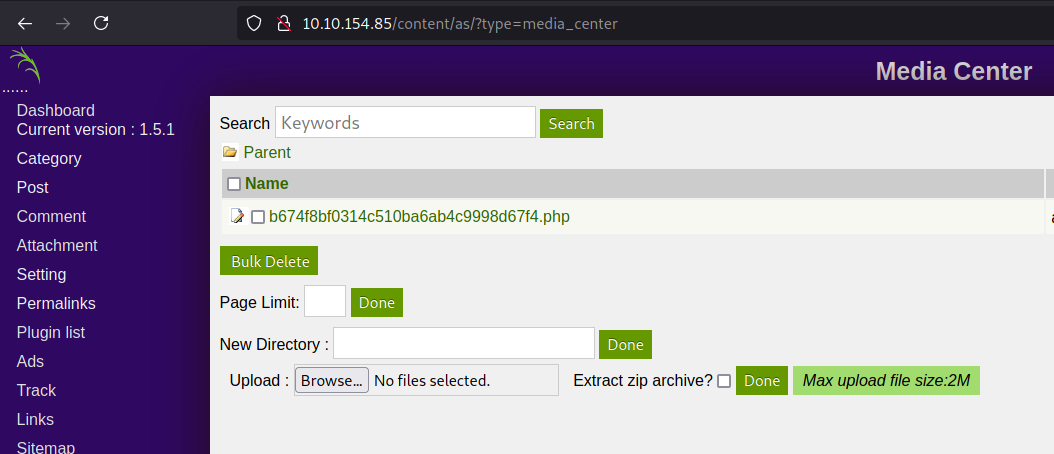 10.10.154.85/content/as/?type=media_center
Media Center
......
Dashboard
Current version : 1.5.1
Category
Post
Comment
Attachment
Setting
Permalinks
Plugin list
Ads
Track
Links
Sitemap
Search Keywords Search
Parent
Name
b674f8bf0314c510ba6ab4c9998d67f4.php
Bulk Delete
Page Limit: Done
New Directory : Done
Upload : Browse... No files selected. Extract zip archive? Done Max upload file size:2M